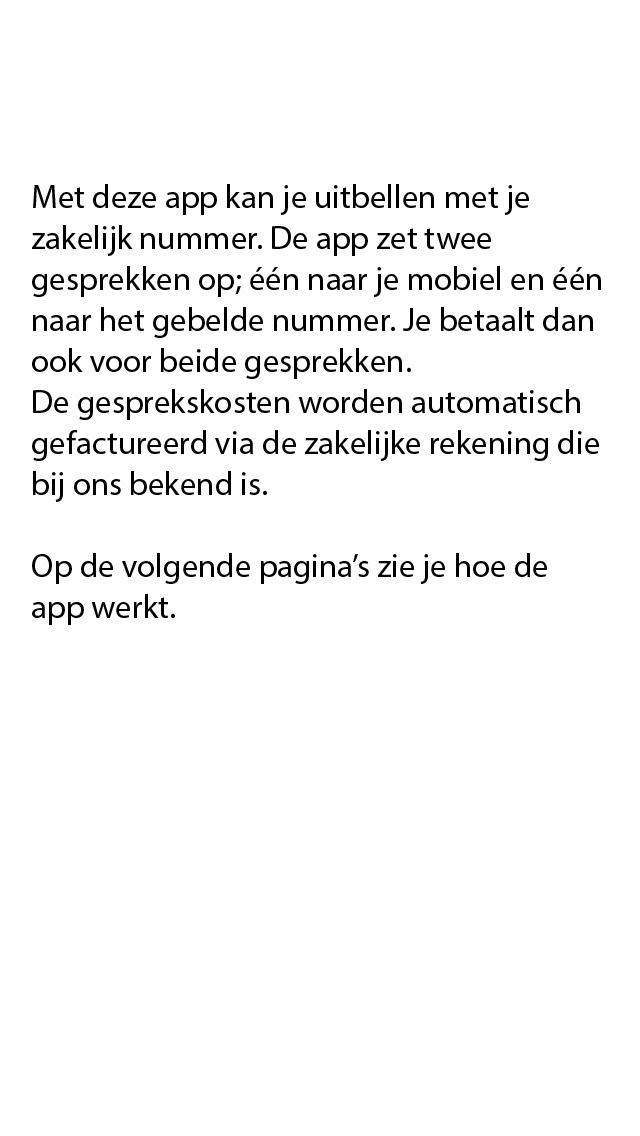 Met deze app kan je uitbellen met je
zakelijk nummer. De app zet twee
gesprekken op; één naar je mobiel en één
naar het gebelde nummer. Je betaalt dan
ook voor beide gesprekken.
De gesprekskosten worden automatisch
gefactureerd via de zakelijke rekening die
bij ons bekend is.
Op de volgende pagina’s zie je hoe de
app werkt.